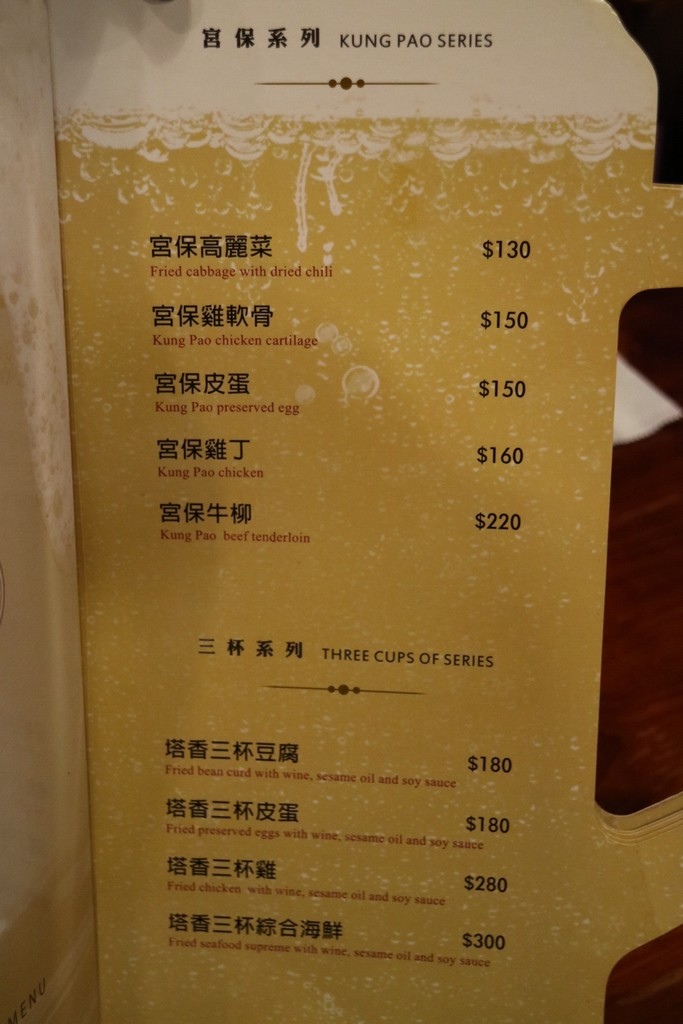 宮保系列 KUNG PAO SERIES
宮保高麗菜 $130
Fried cabbage with dried chili
宮保雞軟骨 $150
Kung Pao chicken cartilage
宮保皮蛋 $150
Kung Pao preserved egg
宮保雞丁 $160
Kung Pao chicken
宮保牛柳 $220
Kung Pao beef tenderloin
三杯系列 THREE CUPS OF SERIES
塔香三杯豆腐 $180
Fried bean curd with wine, sesame oil and soy sauce
塔香三杯皮蛋 $180
Fried preserved eggs with wine, sesame oil and soy sauce
塔香三杯雞 $280
Fried chicken with wine, sesame oil and soy sauce
塔香三杯綜合海鮮 $300
Fried seafood supreme with wine, sesame oil and soy sauce
MENU